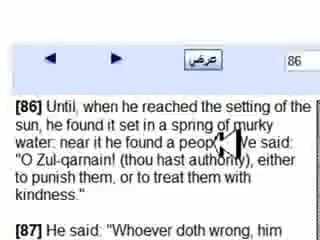 عرض
86
[86] Until, when he reached the setting of the
sun, he found it set in a spring of murky
water: near it he found a We said:
"O Zul-qarnain! (thou hast authority), either
to punish them, or to treat them with
kindness."
[87] He said: "Whoever doth wrong, him